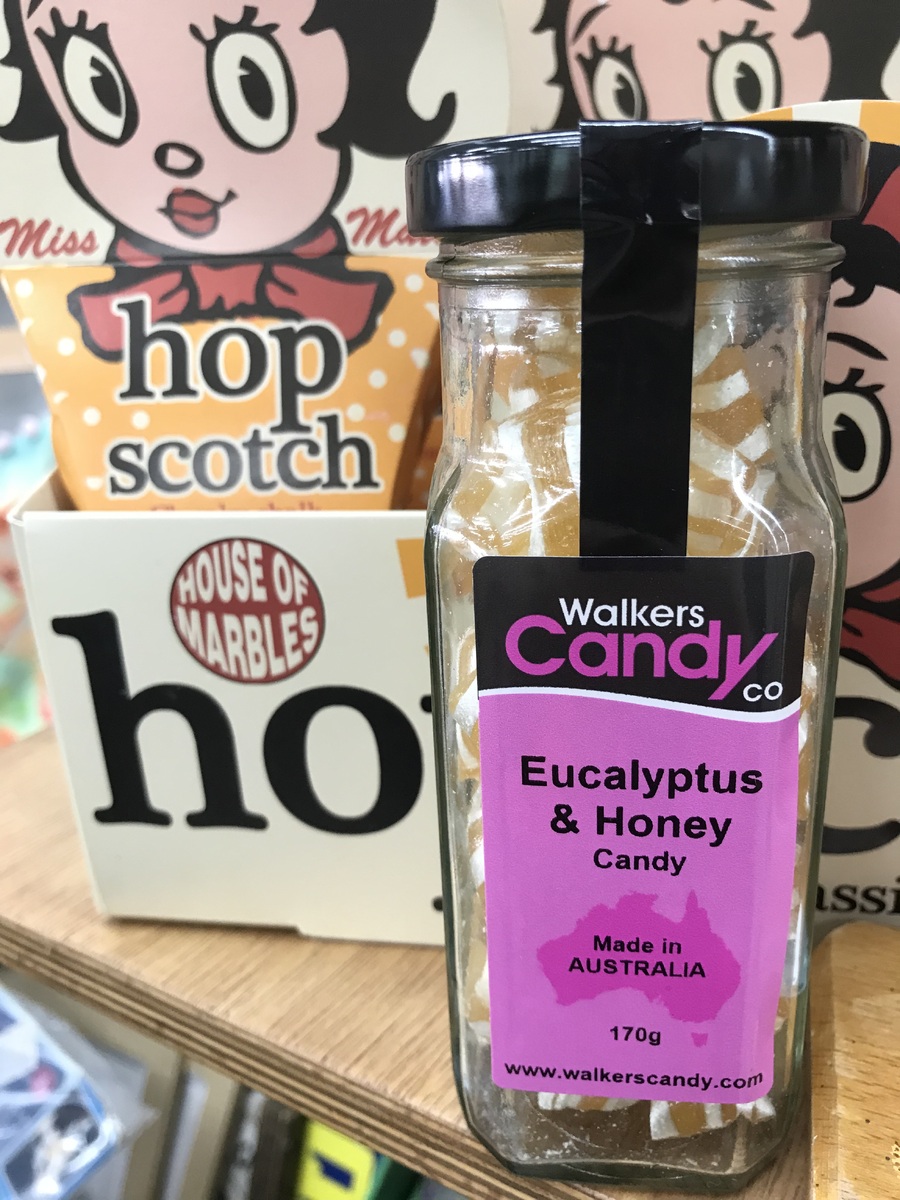 Miss
hop
scotch
HOUSE OF
MARBLES
ho
Walkers
Candy
CO
Eucalyptus
& Honey
Candy
Made in
AUSTRALIA
170g
www.walkerscandy.com